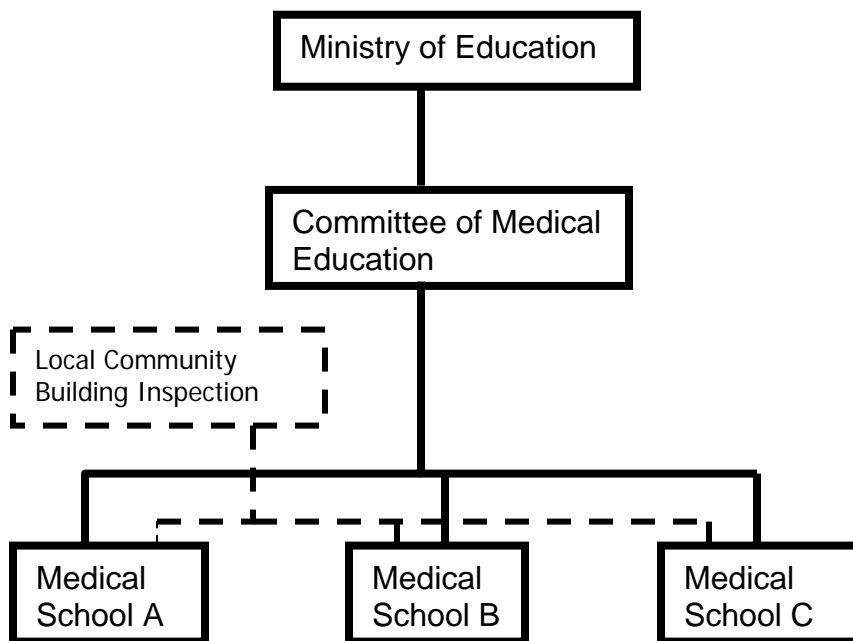 Ministry of Education
Committee of Medical
Education
Local Community
Building Inspection
Medical
School A
Medical
School B
Medical
School C